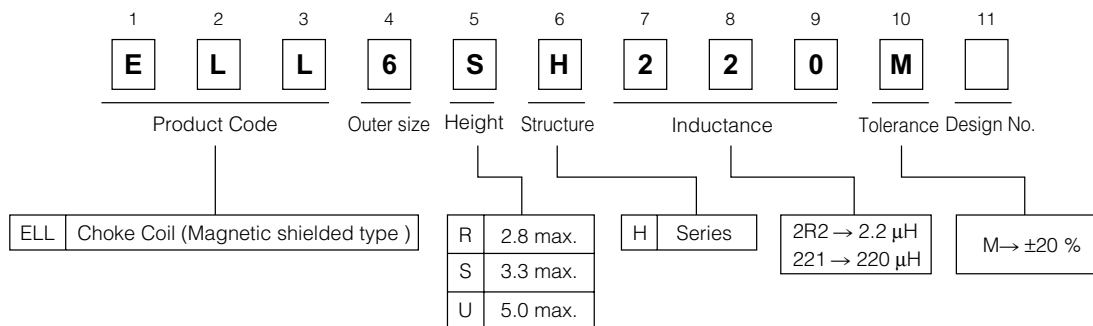 1 2 3 4 5 6 7 8 9 10 11
E L L 6 S H 2 2 0 M
Product Code Outer size Height Structure Inductance Tolerance Design No.
ELL Choke Coil (Magnetic shielded type )
R 2.8 max.
S 3.3 max.
U 5.0 max.
H Series
2R2 → 2.2 μH
221 → 220 μH
M→ ±20 %